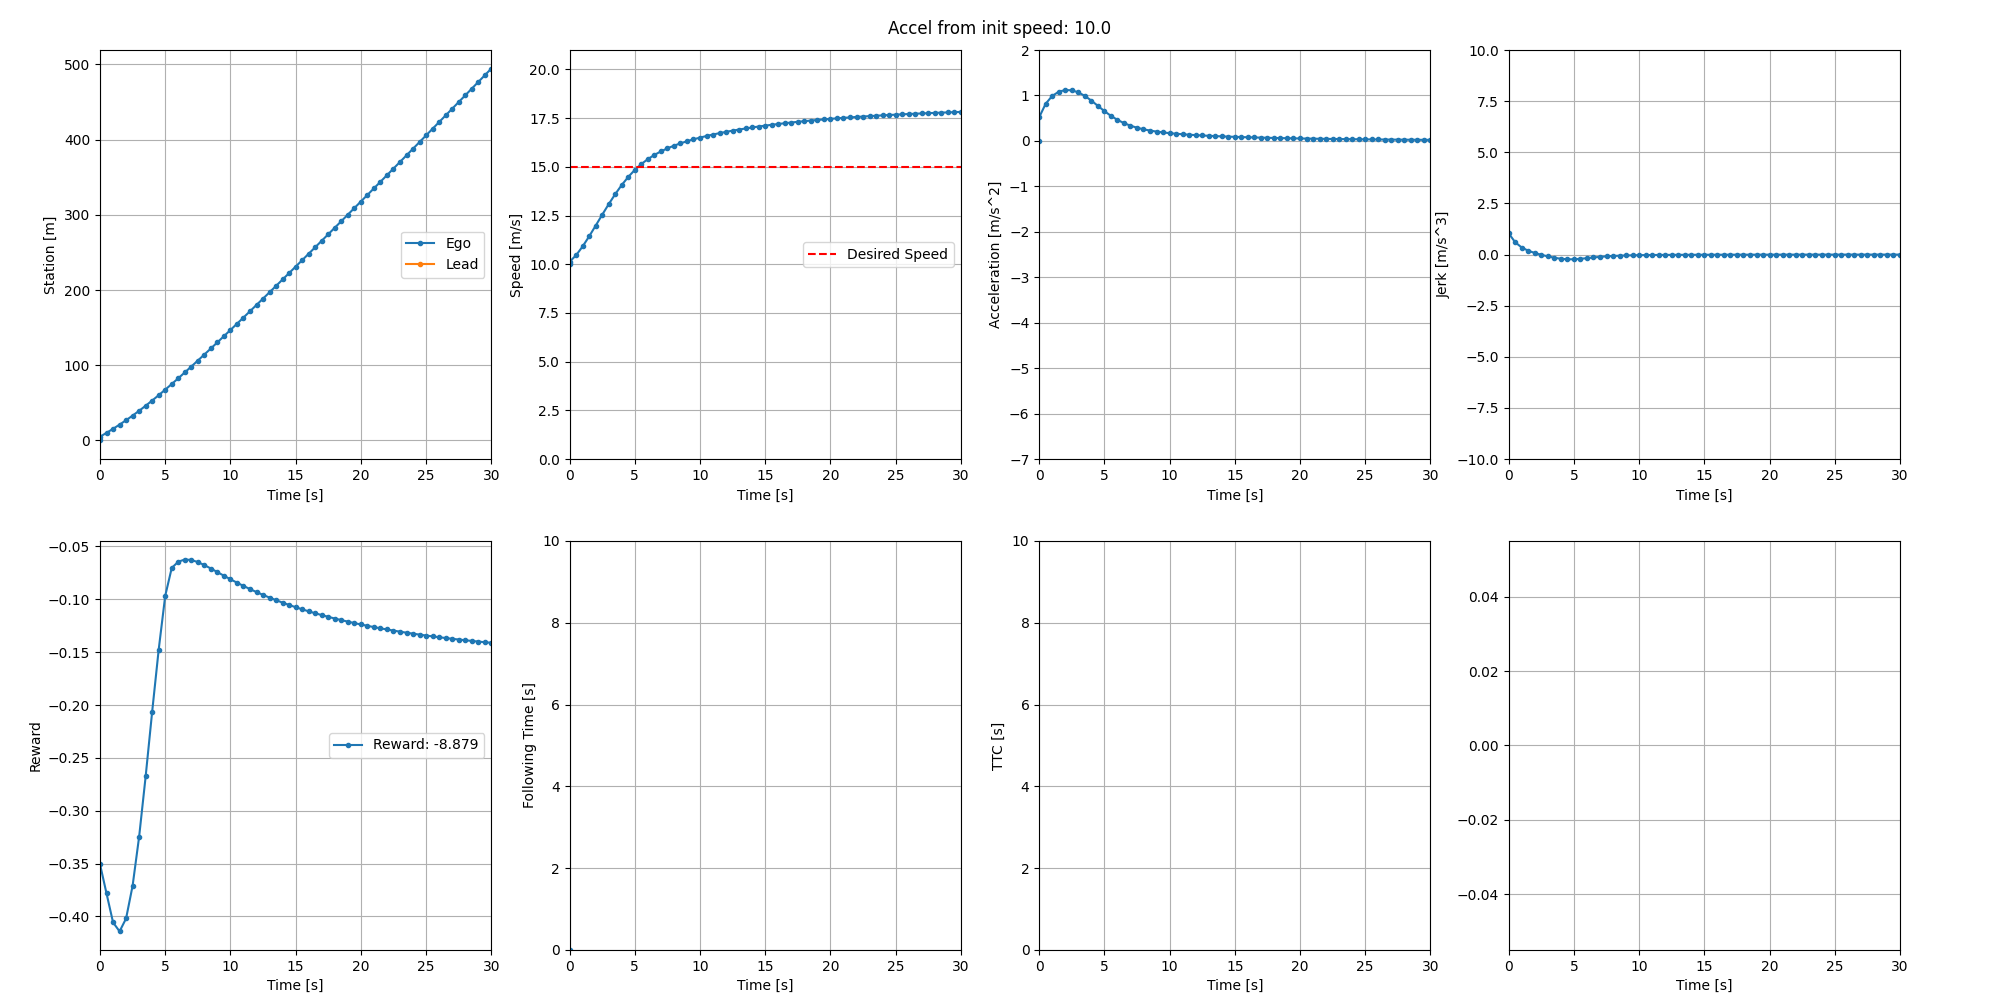 Accel from init speed: 10.0
500
400
300
200
100
0
0 5 10 15 20 25 30
Station [m]
Time [s]
Ego
Lead
20.0
17.5
15.0
12.5
10.0
7.5
5.0
2.5
0.0
0 5 10 15 20 25 30
Speed [m/s]
Time [s]
Desired Speed
2
1
0
−1
−2
−3
−4
−5
−6
−7
0 5 10 15 20 25 30
Acceleration [m/s^2]
Time [s]
10.0
7.5
5.0
2.5
0.0
−2.5
−5.0
−7.5
−10.0
0 5 10 15 20 25 30
Jerk [m/s^3]
Time [s]
−0.05
−0.10
−0.15
−0.20
−0.25
−0.30
−0.35
−0.40
0 5 10 15 20 25 30
Reward
Time [s]
Reward: -8.879
10
8
6
4
2
0
0 5 10 15 20 25 30
Following Time [s]
Time [s]
10
8
6
4
2
0
0 5 10 15 20 25 30
TTC [s]
Time [s]
0.04
0.02
0.00
−0.02
−0.04
0 5 10 15 20 25 30
Time [s]